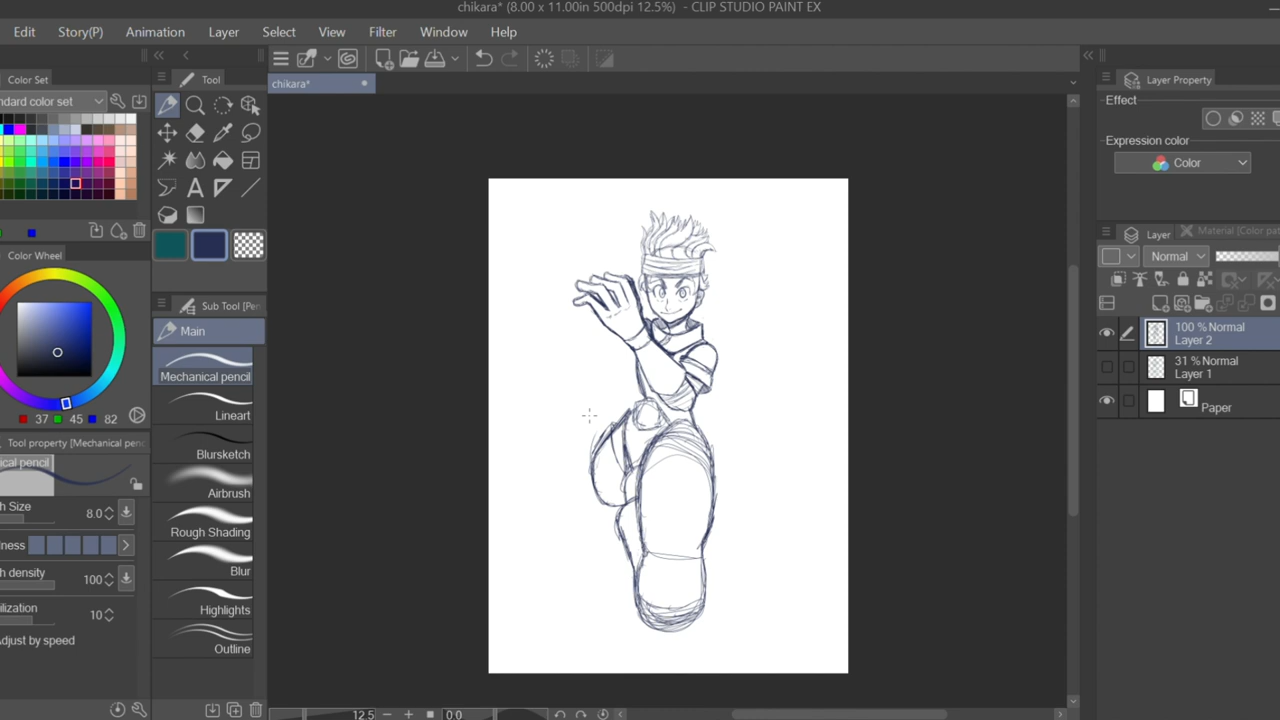 chikara* (8.00 x 11.00in 500dpi 12.5%) - CLIP STUDIO PAINT EX
Edit Story(P) Animation Layer Select View Filter Window Help
Color Set
ndard color set
Tool
chikara*
Color Wheel
37 45 82
Tool property [Mechanical penc
ical pencil
h Size 8.0
ness
h density 100
ilization 10
Adjust by speed
Sub Tool [Pen
Main
Mechanical pencil
Lineart
Blursketch
Airbrush
Rough Shading
Blur
Highlights
Outline
12.5
0.0
Layer Property
Effect
Expression color
Color
Layer
Material [Color pat
Normal
100 % Normal
Layer 2
31 % Normal
Layer 1
Paper